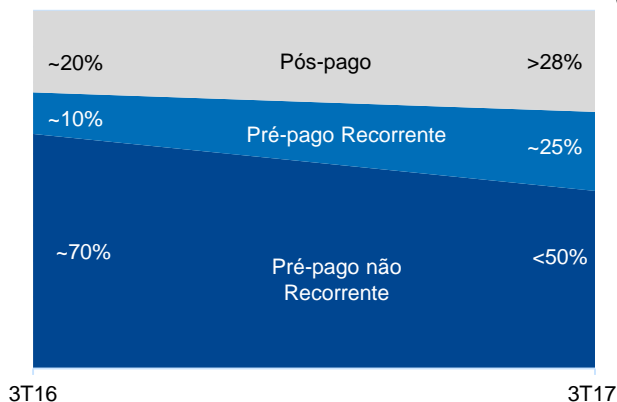 ~20%
Pós-pago
>28%
~10%
Pré-pago Recorrente
~25%
~70%
Pré-pago não
Recorrente
<50%
3T16
3T17